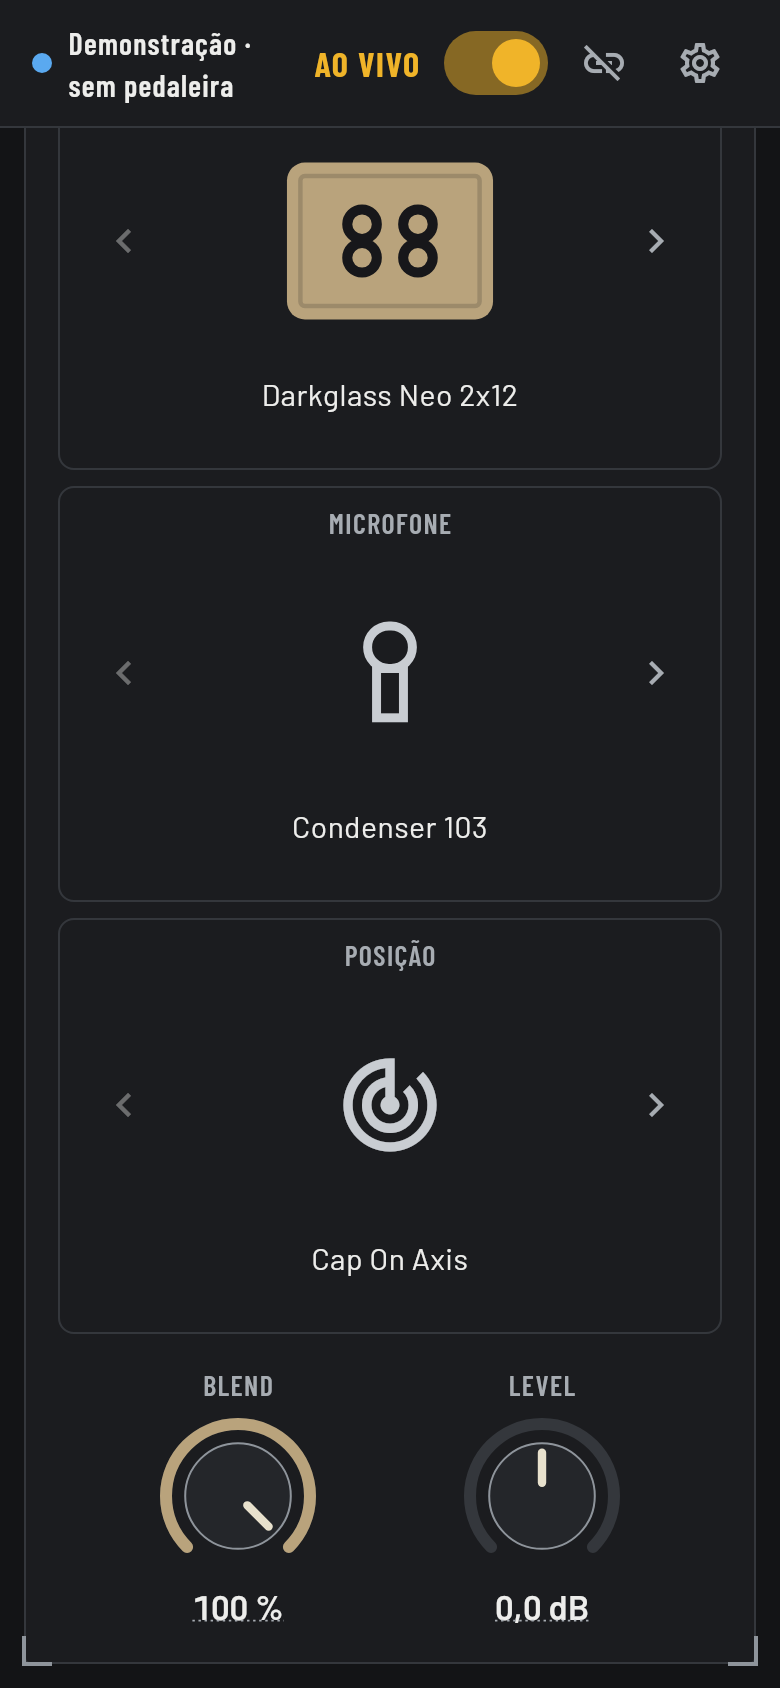 Demonstração ·
sem pedaleira
AO VIVO
Darkglass Neo 2x12
MICROFONE
Condenser 103
POSIÇÃO
Cap On Axis
BLEND
LEVEL
100 %
0,0 dB